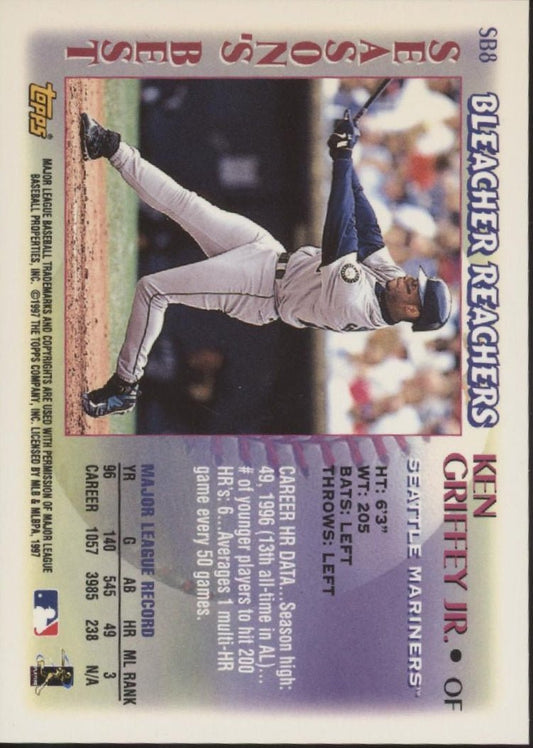 SB8
BLEACHER REACHERS
SEASON'S BEST
KEN
GRIFFEY JR. • OF
SEATTLE MARINERS™
HT: 6'3"
WT: 205
BATS: LEFT
THROWS: LEFT
CAREER HR DATA...Season high:
49, 1996 (13th all-time in AL)...
# of younger players to hit 200
HR's: 6...Averages 1 multi-HR
game every 50 games.
MAJOR LEAGUE RECORD
YR G AB HR ML RANK
96 140 545 49 3
CAREER 1057 3985 238 N/A
topps®
MAJOR LEAGUE BASEBALL TRADEMARKS AND COPYRIGHTS ARE USED WITH PERMISSION OF MAJOR LEAGUE
BASEBALL PROPERTIES, INC. ©1997 THE TOPPS COMPANY, INC. LICENSED BY MLB & MLBPA, 1997